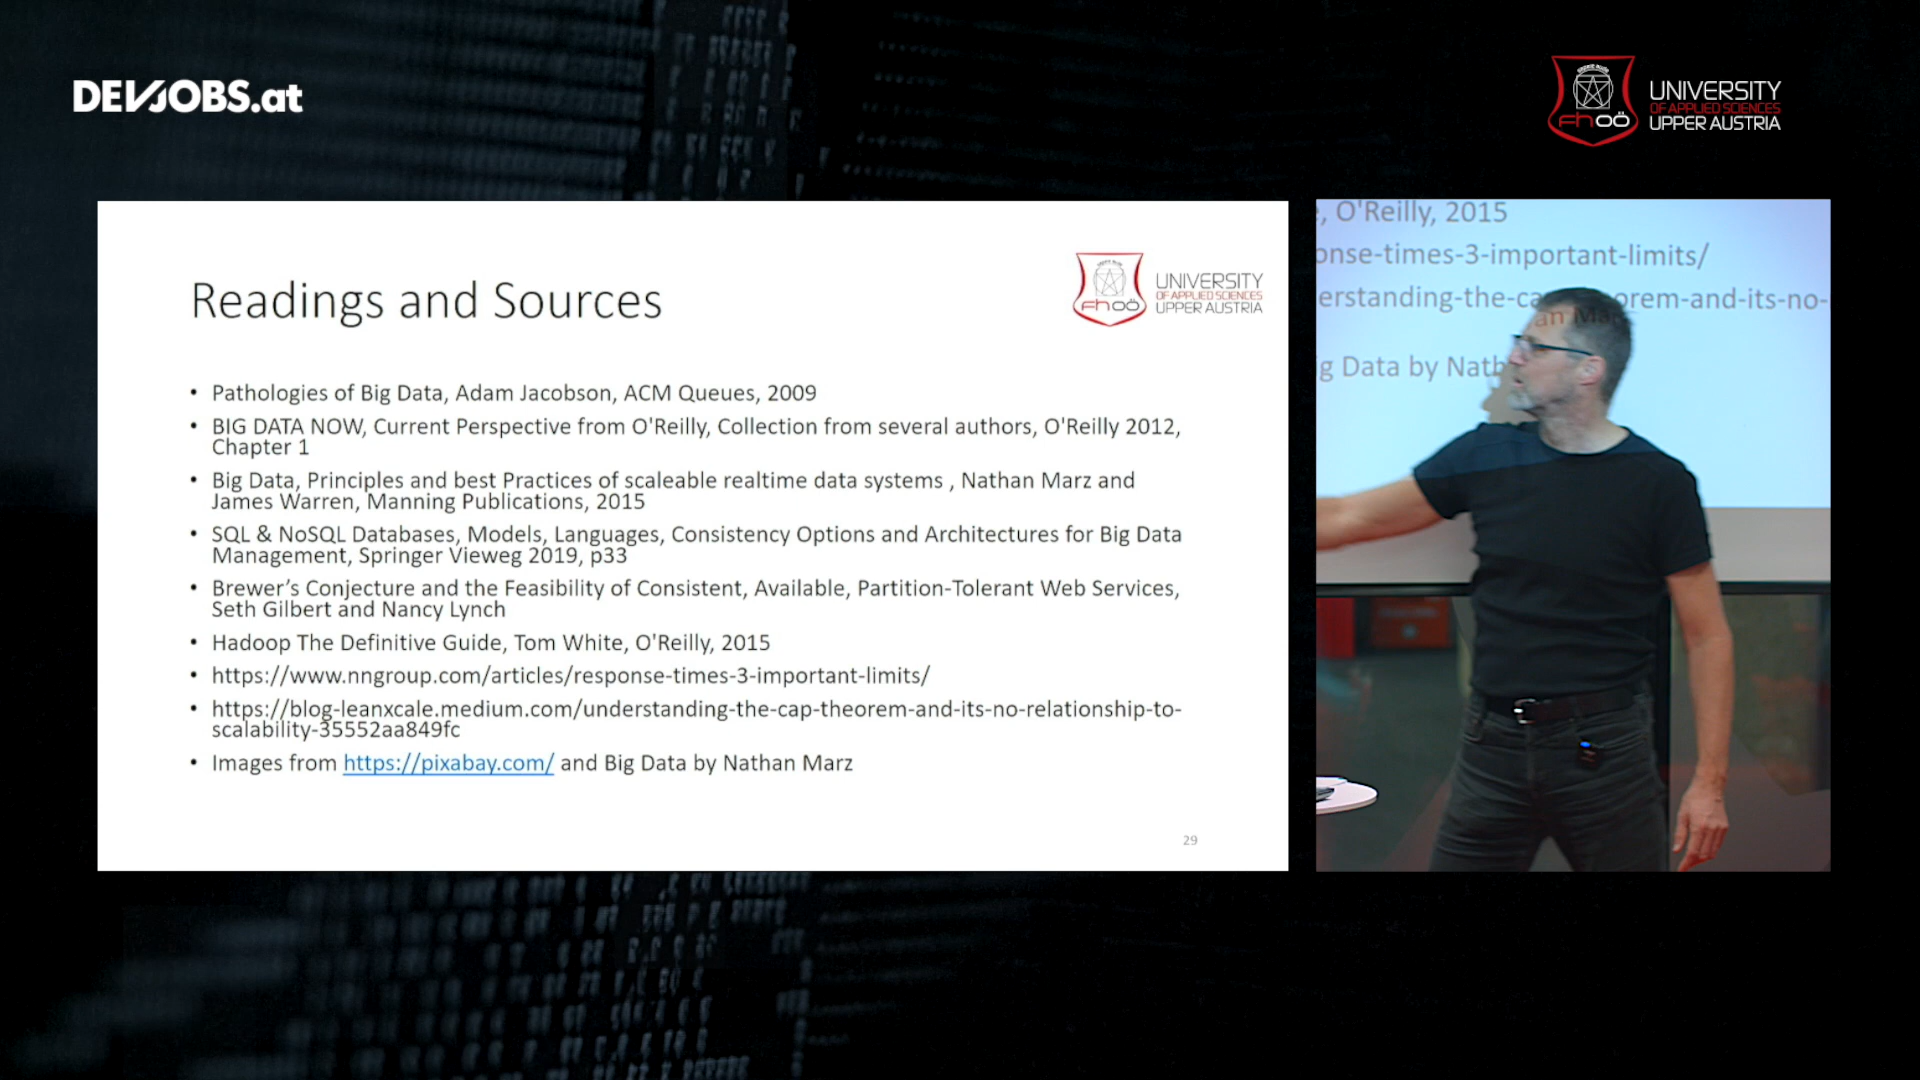 DEVJOBS.at
fhoö
UNIVERSITY
OF APPLIED SCIENCES
UPPER AUSTRIA
Readings and Sources
fhoö
UNIVERSITY
OF APPLIED SCIENCES
UPPER AUSTRIA
• Pathologies of Big Data, Adam Jacobson, ACM Queues, 2009
• BIG DATA NOW, Current Perspective from O'Reilly, Collection from several authors, O'Reilly 2012,
Chapter 1
• Big Data, Principles and best Practices of scaleable realtime data systems , Nathan Marz and
James Warren, Manning Publications, 2015
• SQL & NoSQL Databases, Models, Languages, Consistency Options and Architectures for Big Data
Management, Springer Vieweg 2019, p33
• Brewer’s Conjecture and the Feasibility of Consistent, Available, Partition-Tolerant Web Services,
Seth Gilbert and Nancy Lynch
• Hadoop The Definitive Guide, Tom White, O'Reilly, 2015
• https://www.nngroup.com/articles/response-times-3-important-limits/
• https://blog-leanxcale.medium.com/understanding-the-cap-theorem-and-its-no-relationship-to-
scalability-35552aa849fc
• Images from https://pixabay.com/ and Big Data by Nathan Marz
29
, O'Reilly, 2015
onse-times-3-important-limits/
erstanding-the-ca orem-and-its-no-
g Data by Nath an Mar